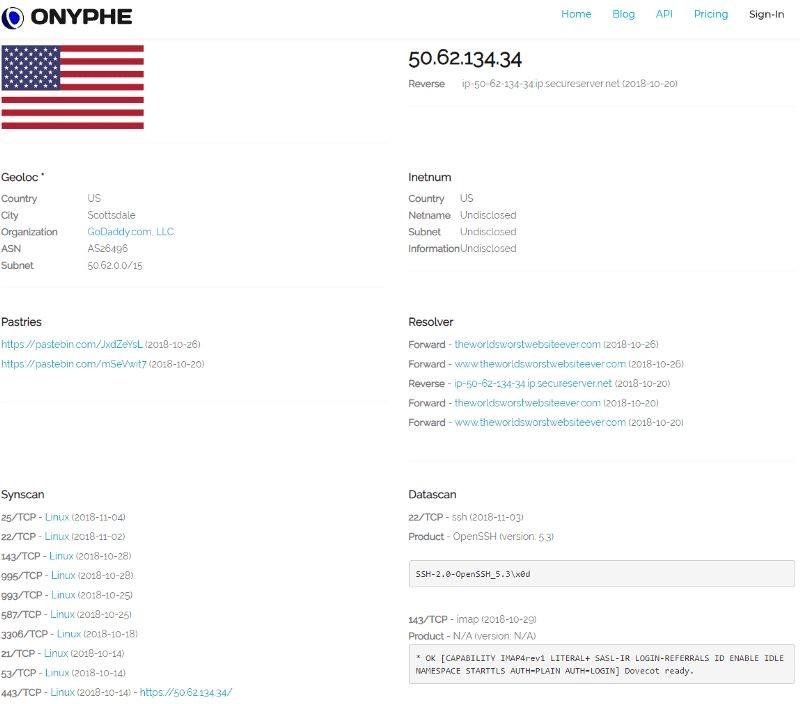 ONYPHE
Home Blog API Pricing Sign-In
50.62.134.34
Reverse ip-50-62-134-34.ip.secureserver.net (2018-10-20)
Geoloc *
Country US
City Scottsdale
Organization GoDaddy.com, LLC
ASN AS26496
Subnet 50.62.0.0/15
Inetnum
Country US
Netname Undisclosed
Subnet Undisclosed
Information Undisclosed
Pastries
https://pastebin.com/JxdZeYsL (2018-10-26)
https://pastebin.com/mSeVwit7 (2018-10-20)
Resolver
Forward - theworldsworstwebsiteever.com (2018-10-26)
Forward - www.theworldsworstwebsiteever.com (2018-10-26)
Reverse - ip-50-62-134-34.ip.secureserver.net (2018-10-20)
Forward - theworldsworstwebsiteever.com (2018-10-20)
Forward - www.theworldsworstwebsiteever.com (2018-10-20)
Synscan
25/TCP - Linux (2018-11-04)
22/TCP - Linux (2018-11-02)
143/TCP - Linux (2018-10-28)
995/TCP - Linux (2018-10-28)
993/TCP - Linux (2018-10-25)
587/TCP - Linux (2018-10-25)
3306/TCP - Linux (2018-10-18)
21/TCP - Linux (2018-10-14)
53/TCP - Linux (2018-10-14)
443/TCP - Linux (2018-10-14) - https://50.62.134.34/
Datascan
22/TCP - ssh (2018-11-03)
Product - OpenSSH (version: 5.3)
SSH-2.0-OpenSSH_5.3\x0d
143/TCP - imap (2018-10-29)
Product - N/A (version: N/A)
* OK [CAPABILITY IMAP4rev1 LITERAL+ SASL-IR LOGIN-REFERRALS ID ENABLE IDLE
NAMESPACE STARTTLS AUTH=PLAIN AUTH=LOGIN] Dovecot ready.